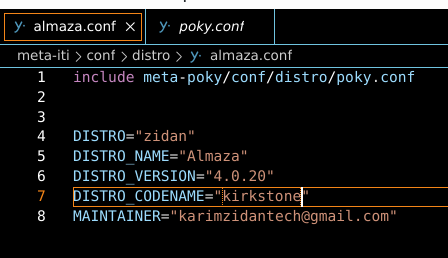 almaza.conf
poky.conf
meta-iti > conf > distro > almaza.conf
1 include meta-poky/conf/distro/poky.conf
2
3
4 DISTRO="zidan"
5 DISTRO_NAME="Almaza"
6 DISTRO_VERSION="4.0.20"
7 DISTRO_CODENAME="kirkstone"
8 MAINTAINER="karimzidantech@gmail.com"